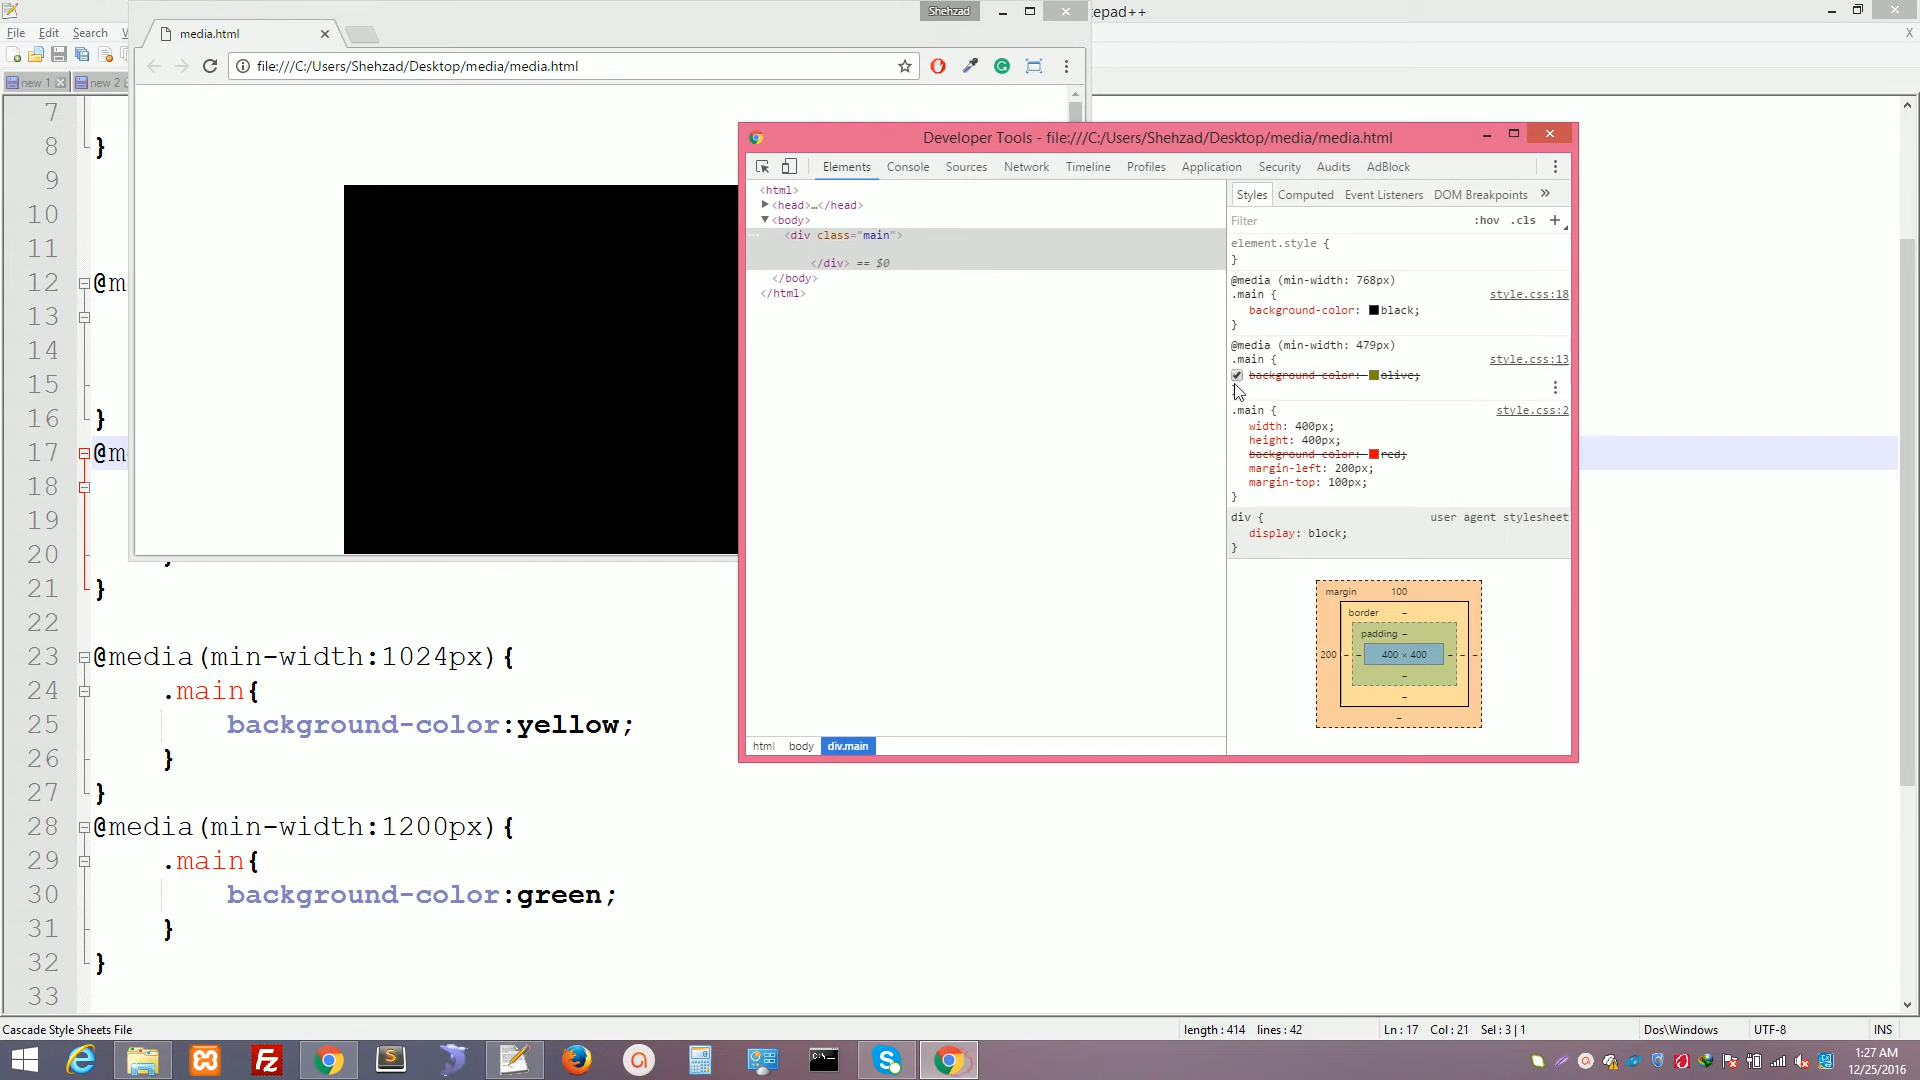 Shehzad
tepad++
File Edit Search V
media.html
file:///C:/Users/Shehzad/Desktop/media/media.html
new 1 new 2
Developer Tools - file:///C:/Users/Shehzad/Desktop/media/media.html
Elements Console Sources Network Timeline Profiles Application Security Audits AdBlock
<html>
<head>…</head>
<body>
<div class="main">
</div> == $0
</body>
</html>
html body div.main
Styles Computed Event Listeners DOM Breakpoints »
Filter :hov .cls +
element.style {
}
@media (min-width: 768px)
.main { style.css:18
background-color: black;
}
@media (min-width: 479px)
.main { style.css:13
background-color: olive;
.main { style.css:2
width: 400px;
height: 400px;
background-color: red;
margin-left: 200px;
margin-top: 100px;
}
div { user agent stylesheet
display: block;
}
margin 100
border –
padding –
200 – – 400 × 400 – – –
–
–
–
7
8 }
9
10
11
12 @m
13
14
15
16 }
17 @m
18
19
20 }
21 }
22
23 @media(min-width:1024px){
24 .main{
25 background-color:yellow;
26 }
27 }
28 @media(min-width:1200px){
29 .main{
30 background-color:green;
31 }
32 }
33
Cascade Style Sheets File length : 414 lines : 42 Ln : 17 Col : 21 Sel : 3 | 1 Dos\Windows UTF-8 INS
1:27 AM
12/25/2016